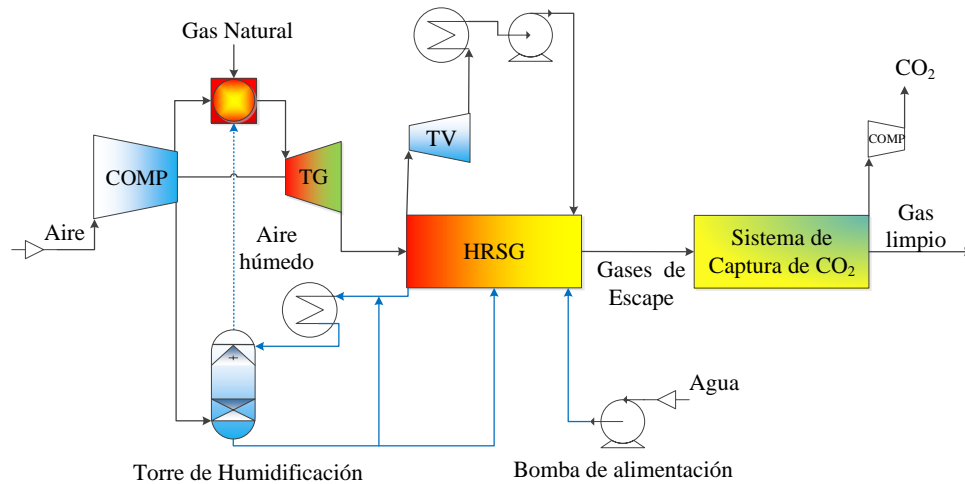 Gas Natural
CO2
TV
COMP
COMP
TG
Aire
Aire
húmedo
HRSG
Sistema de
Captura de CO2
Gas
limpio
Gases de
Escape
Agua
Torre de Humidificación
Bomba de alimentación